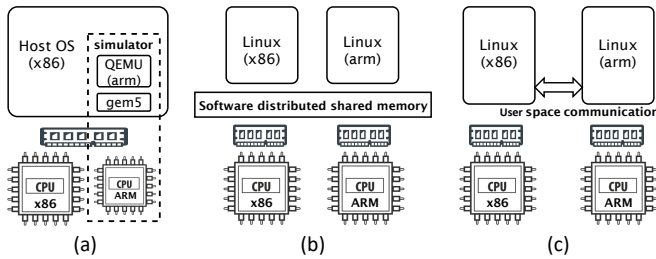 Host OS
(x86)
simulator
QEMU
(arm)
gem5
CPU
x86
CPU
ARM
(a)
Linux
(x86)
Linux
(arm)
Software distributed shared memory
CPU
x86
CPU
ARM
(b)
Linux
(x86)
Linux
(arm)
User space communication
CPU
x86
CPU
ARM
(c)